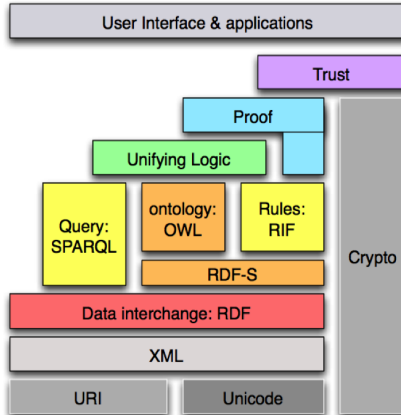 User Interface & applications
Trust
Proof
Unifying Logic
Query:
SPARQL
ontology:
OWL
Rules:
RIF
Crypto
RDF-S
Data interchange: RDF
XML
URI
Unicode